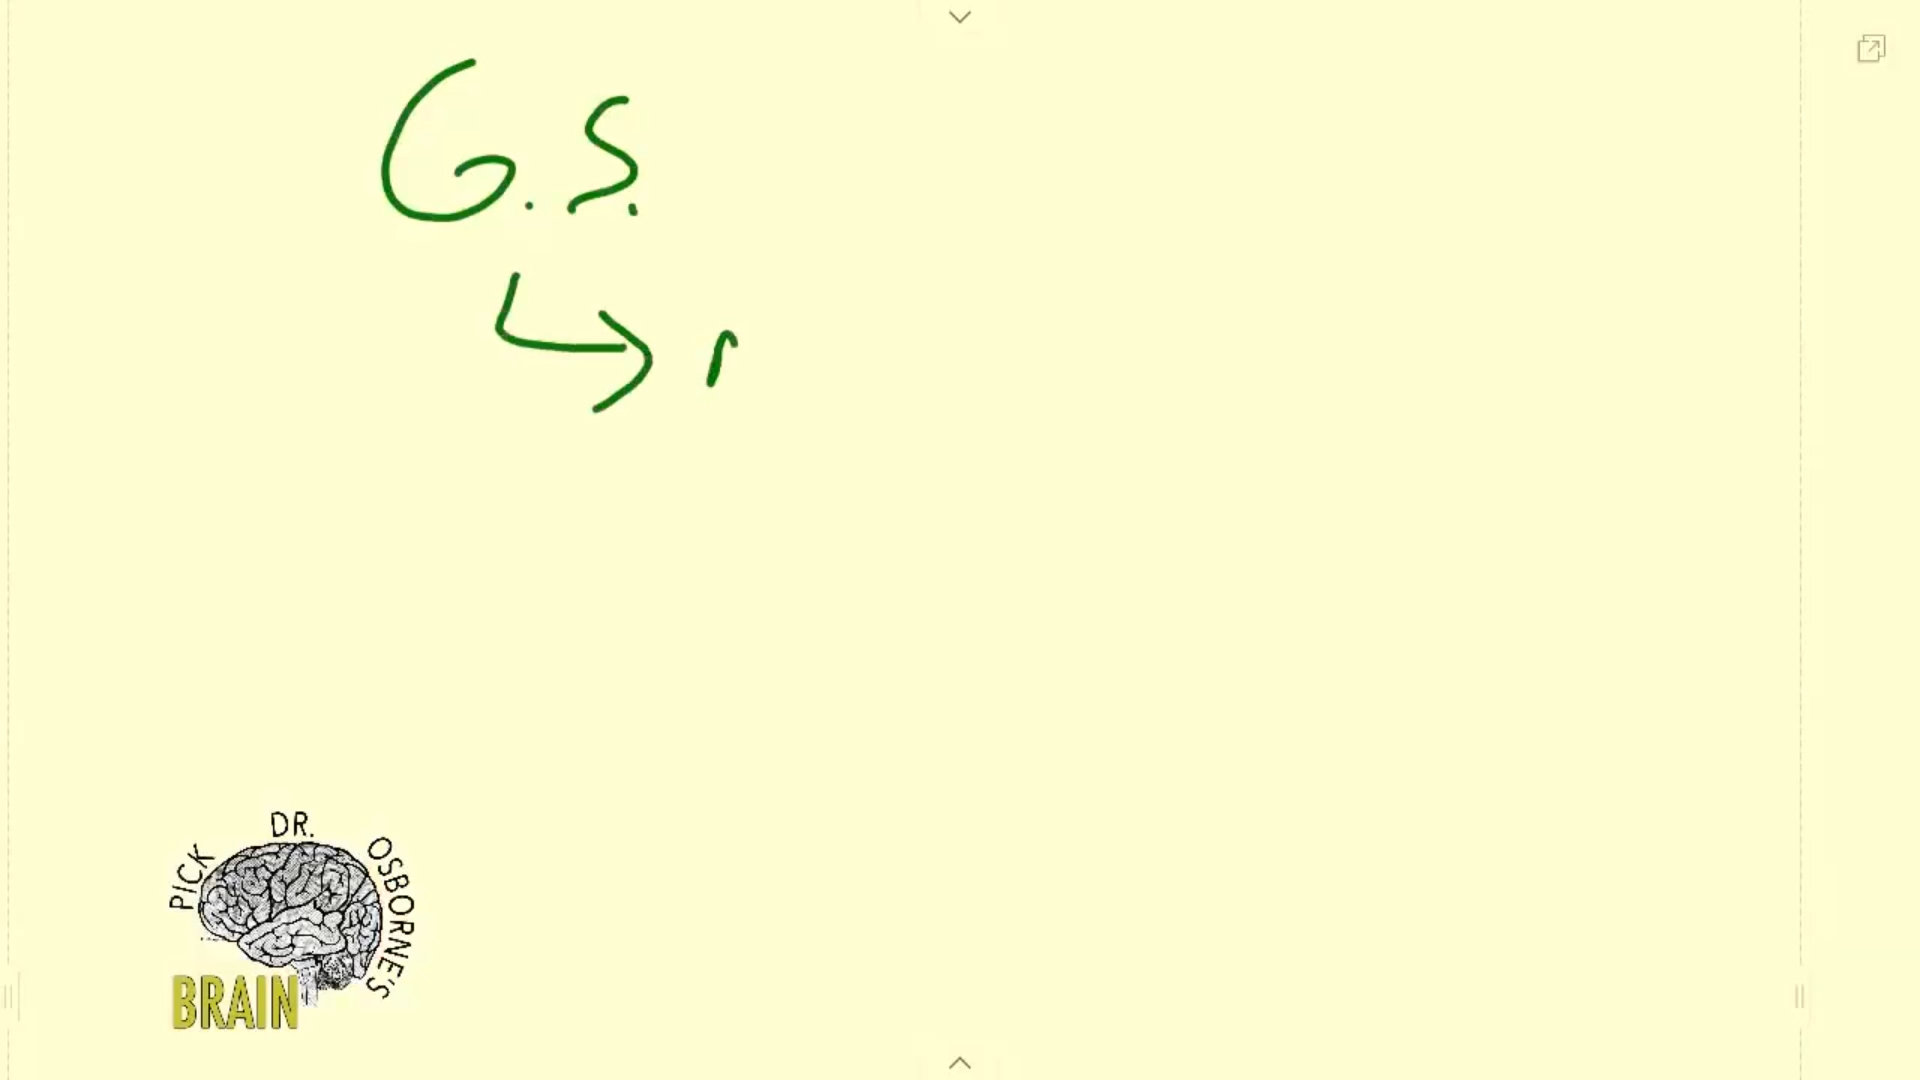 G.S.
↳ r
PICK DR. OSBORNE'S
BRAIN